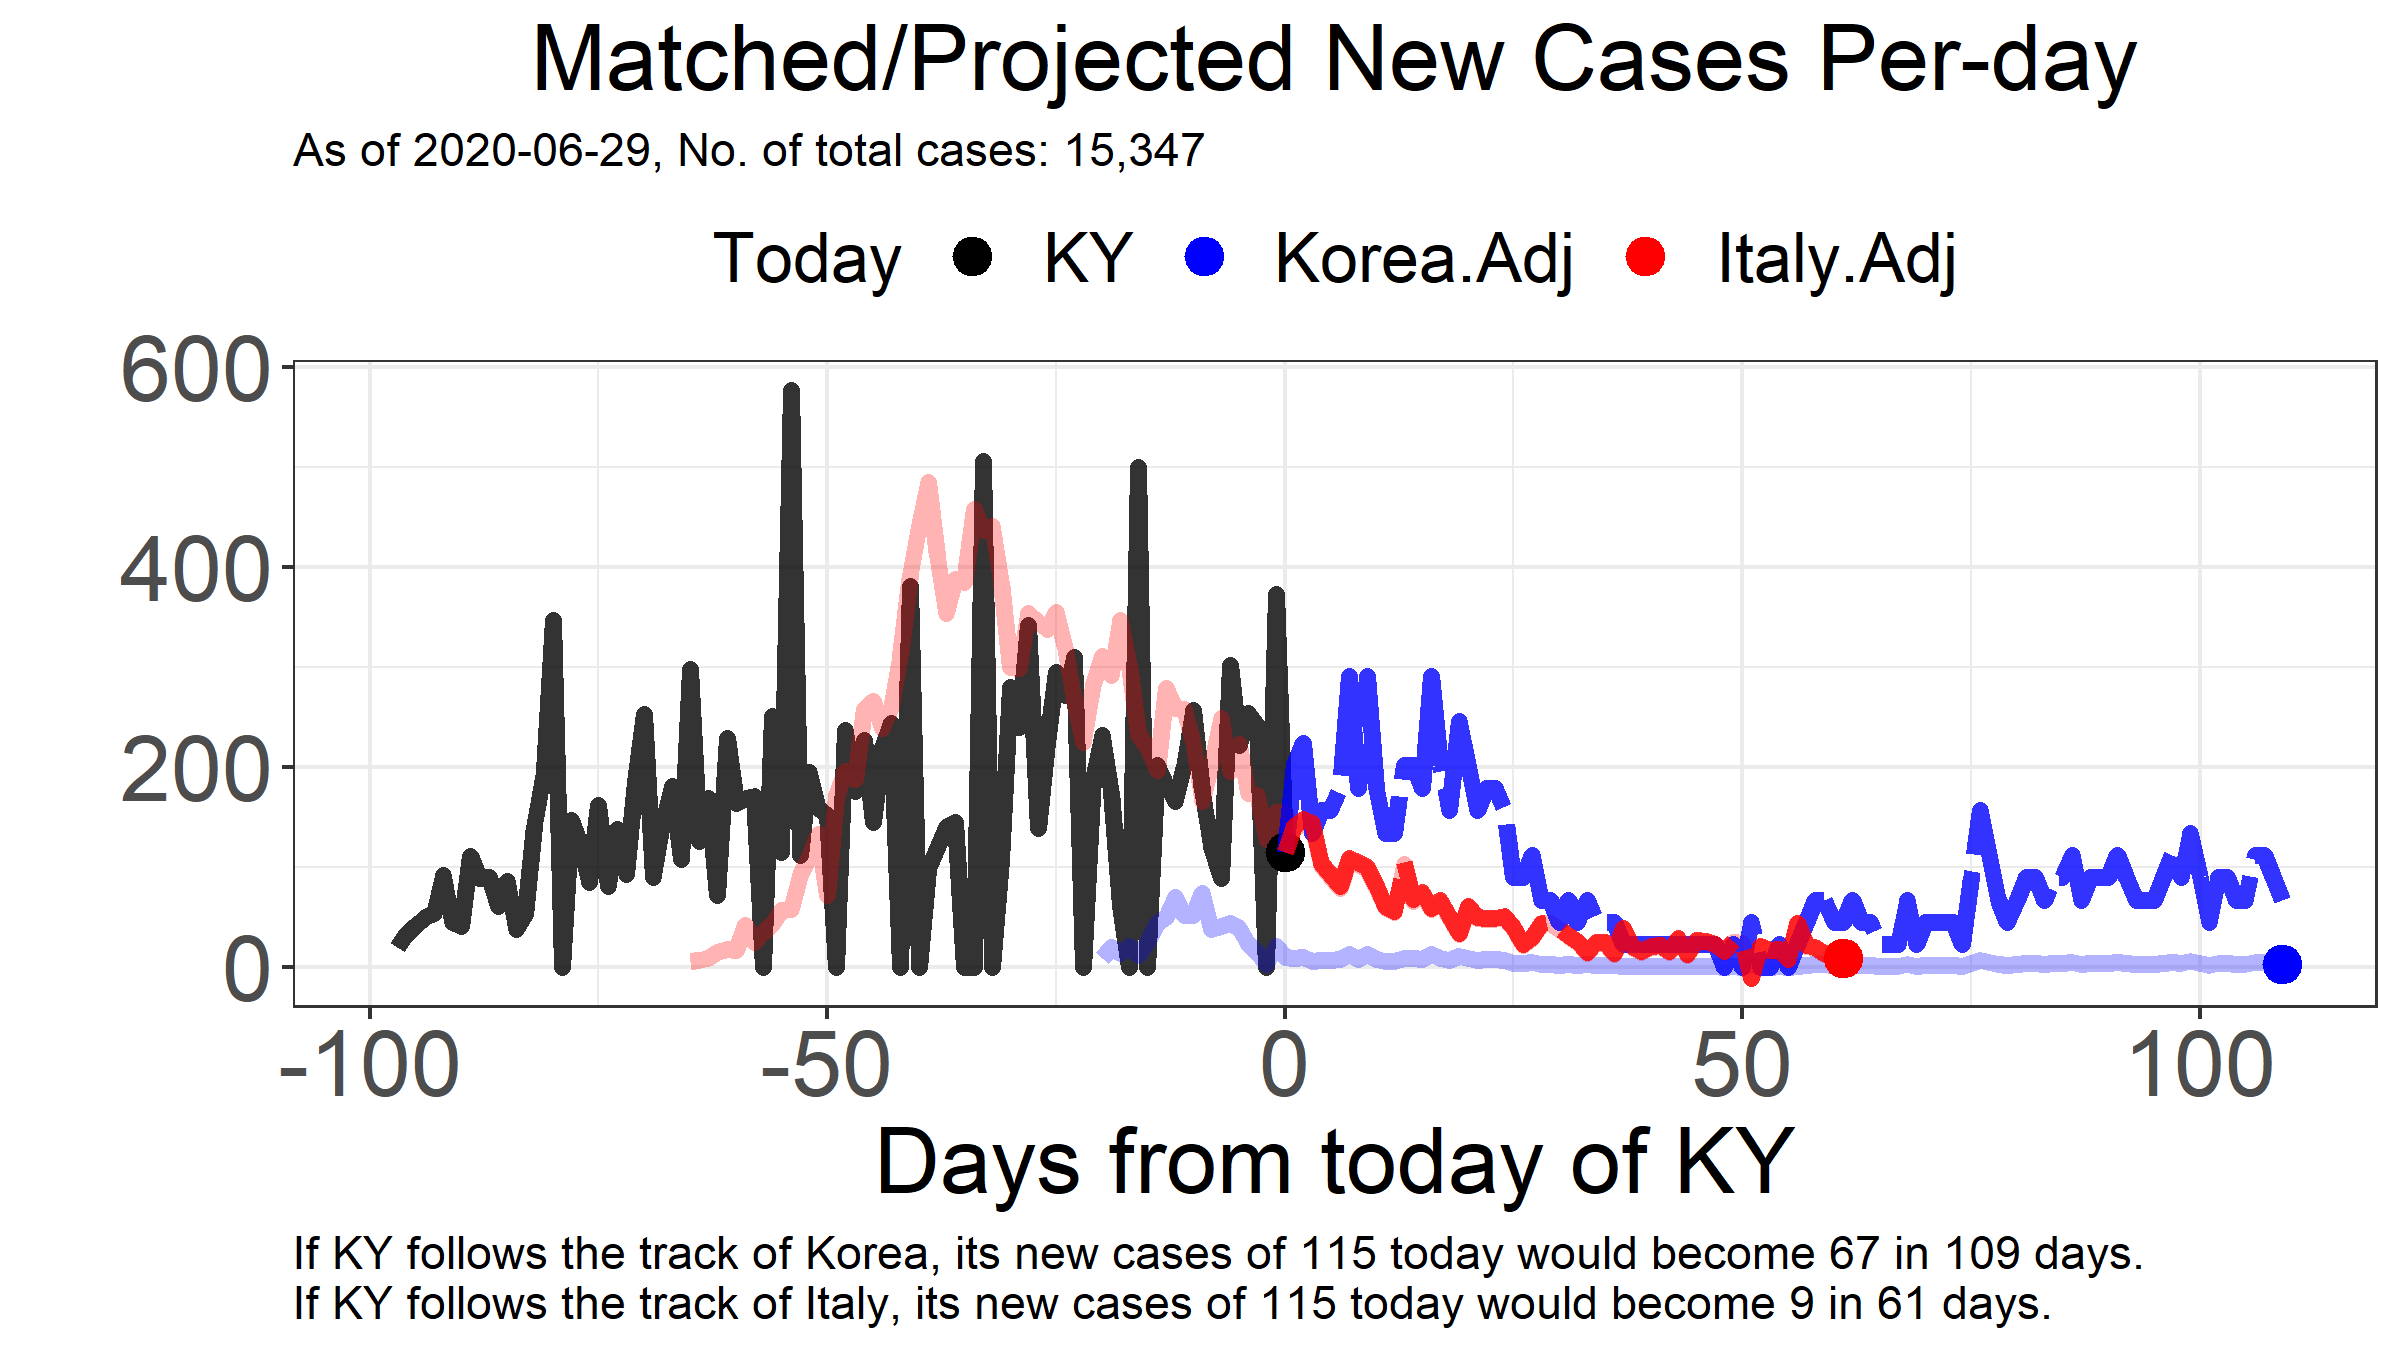 Matched/Projected New Cases Per-day
As of 2020-06-29, No. of total cases: 15,347
Today KY Korea.Adj Italy.Adj
600
400
200
0
-100 -50 0 50 100
Days from today of KY
If KY follows the track of Korea, its new cases of 115 today would become 67 in 109 days.
If KY follows the track of Italy, its new cases of 115 today would become 9 in 61 days.